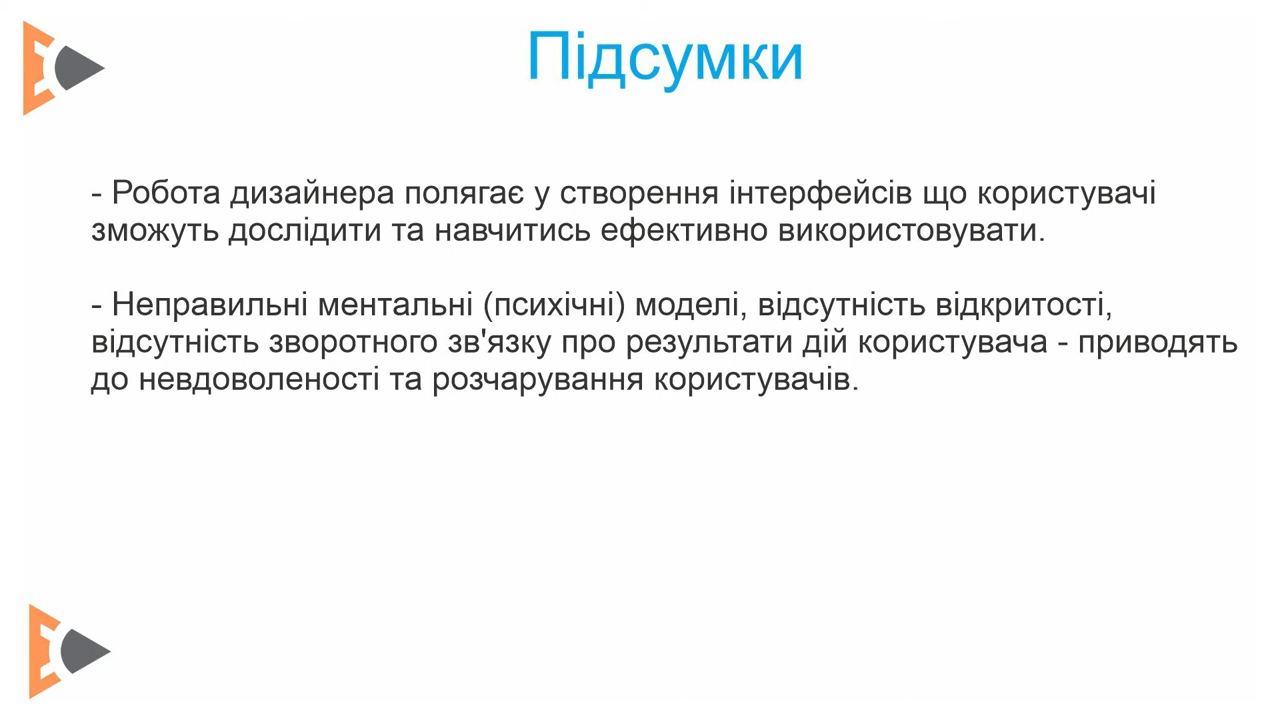 Підсумки
- Робота дизайнера полягає у створення інтерфейсів що користувачі
зможуть дослідити та навчитись ефективно використовувати.
- Неправильні ментальні (психічні) моделі, відсутність відкритості,
відсутність зворотного зв'язку про результати дій користувача - приводять
до невдоволеності та розчарування користувачів.